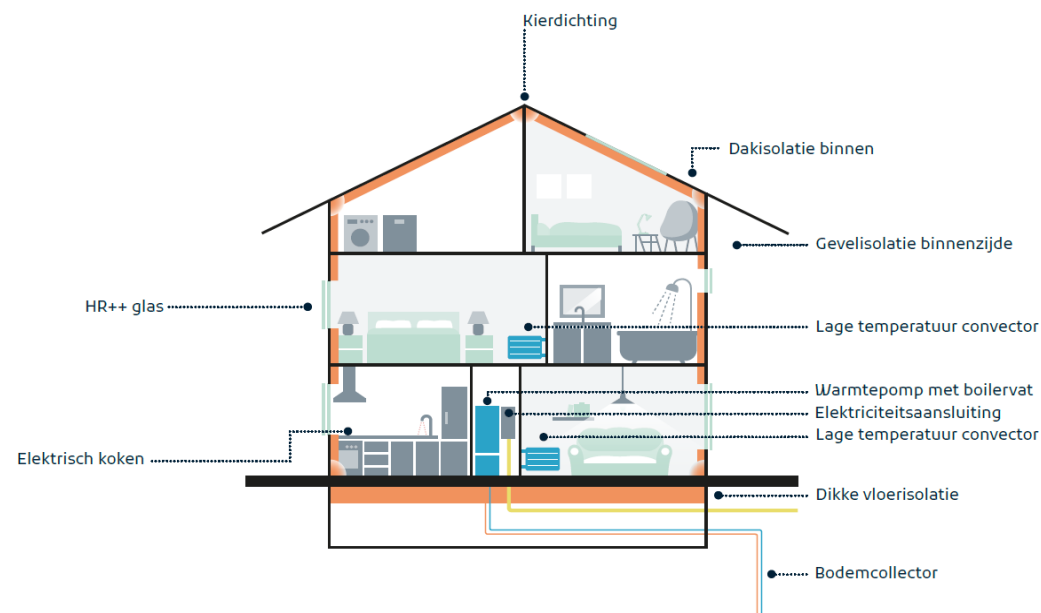 Kierdichting
Dakisolatie binnen
Gevelisolatie binnenzijde
HR++ glas
Lage temperatuur convector
Warmtepomp met boilervat
Elektriciteitsaansluiting
Lage temperatuur convector
Elektrisch koken
Dikke vloerisolatie
Bodemcollector